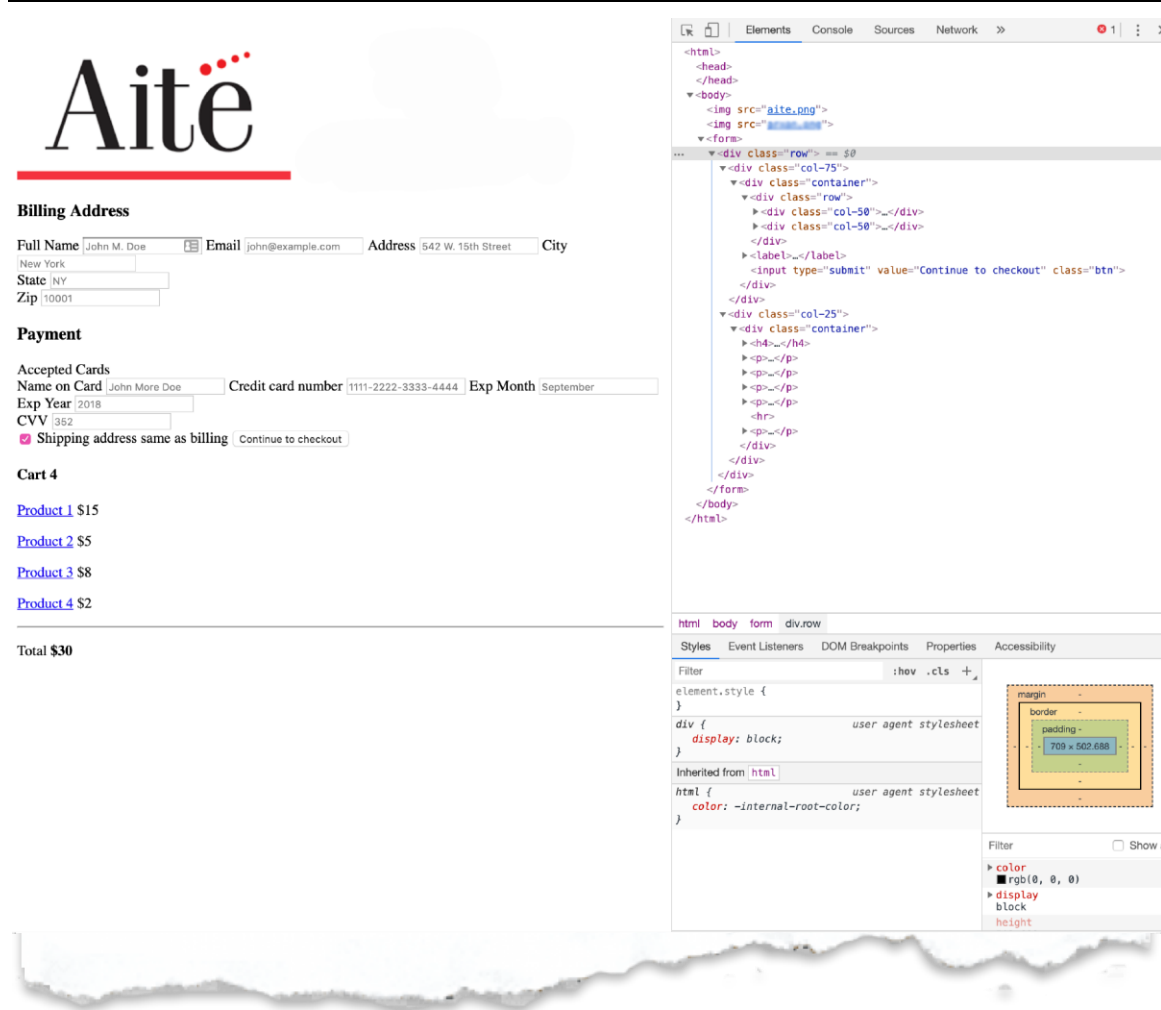 Aitē
Billing Address
Full Name John M. Doe Email john@example.com Address 542 W. 15th Street City
New York
State NY
Zip 10001
Payment
Accepted Cards
Name on Card John More Doe Credit card number 1111-2222-3333-4444 Exp Month September
Exp Year 2018
CVV 352
Shipping address same as billing Continue to checkout
Cart 4
Product 1 $15
Product 2 $5
Product 3 $8
Product 4 $2
Total $30
Elements Console Sources Network » 1
<html>
<head>
</head>
▼<body>
<img src="aite.png">
<img src="
">
▼<form>
... ▼<div class="row"> == $0
▼<div class="col-75">
▼<div class="container">
▼<div class="row">
▶<div class="col-50">…</div>
▶<div class="col-50">…</div>
</div>
▶<label>…</label>
<input type="submit" value="Continue to checkout" class="btn">
</div>
</div>
▼<div class="col-25">
▼<div class="container">
▶<h4>…</h4>
▶<p>…</p>
▶<p>…</p>
▶<p>…</p>
▶<p>…</p>
<hr>
▶<p>…</p>
</div>
</div>
</div>
</form>
</body>
</html>
html body form div.row
Styles Event Listeners DOM Breakpoints Properties Accessibility
Filter :hov .cls +
element.style {
}
div { user agent stylesheet
display: block;
}
Inherited from html
html { user agent stylesheet
color: -internal-root-color;
}
margin -
border -
padding -
- - - 709 × 502.688 - - -
-
-
-
Filter Show
▶color
rgb(0, 0, 0)
▶display
block
height